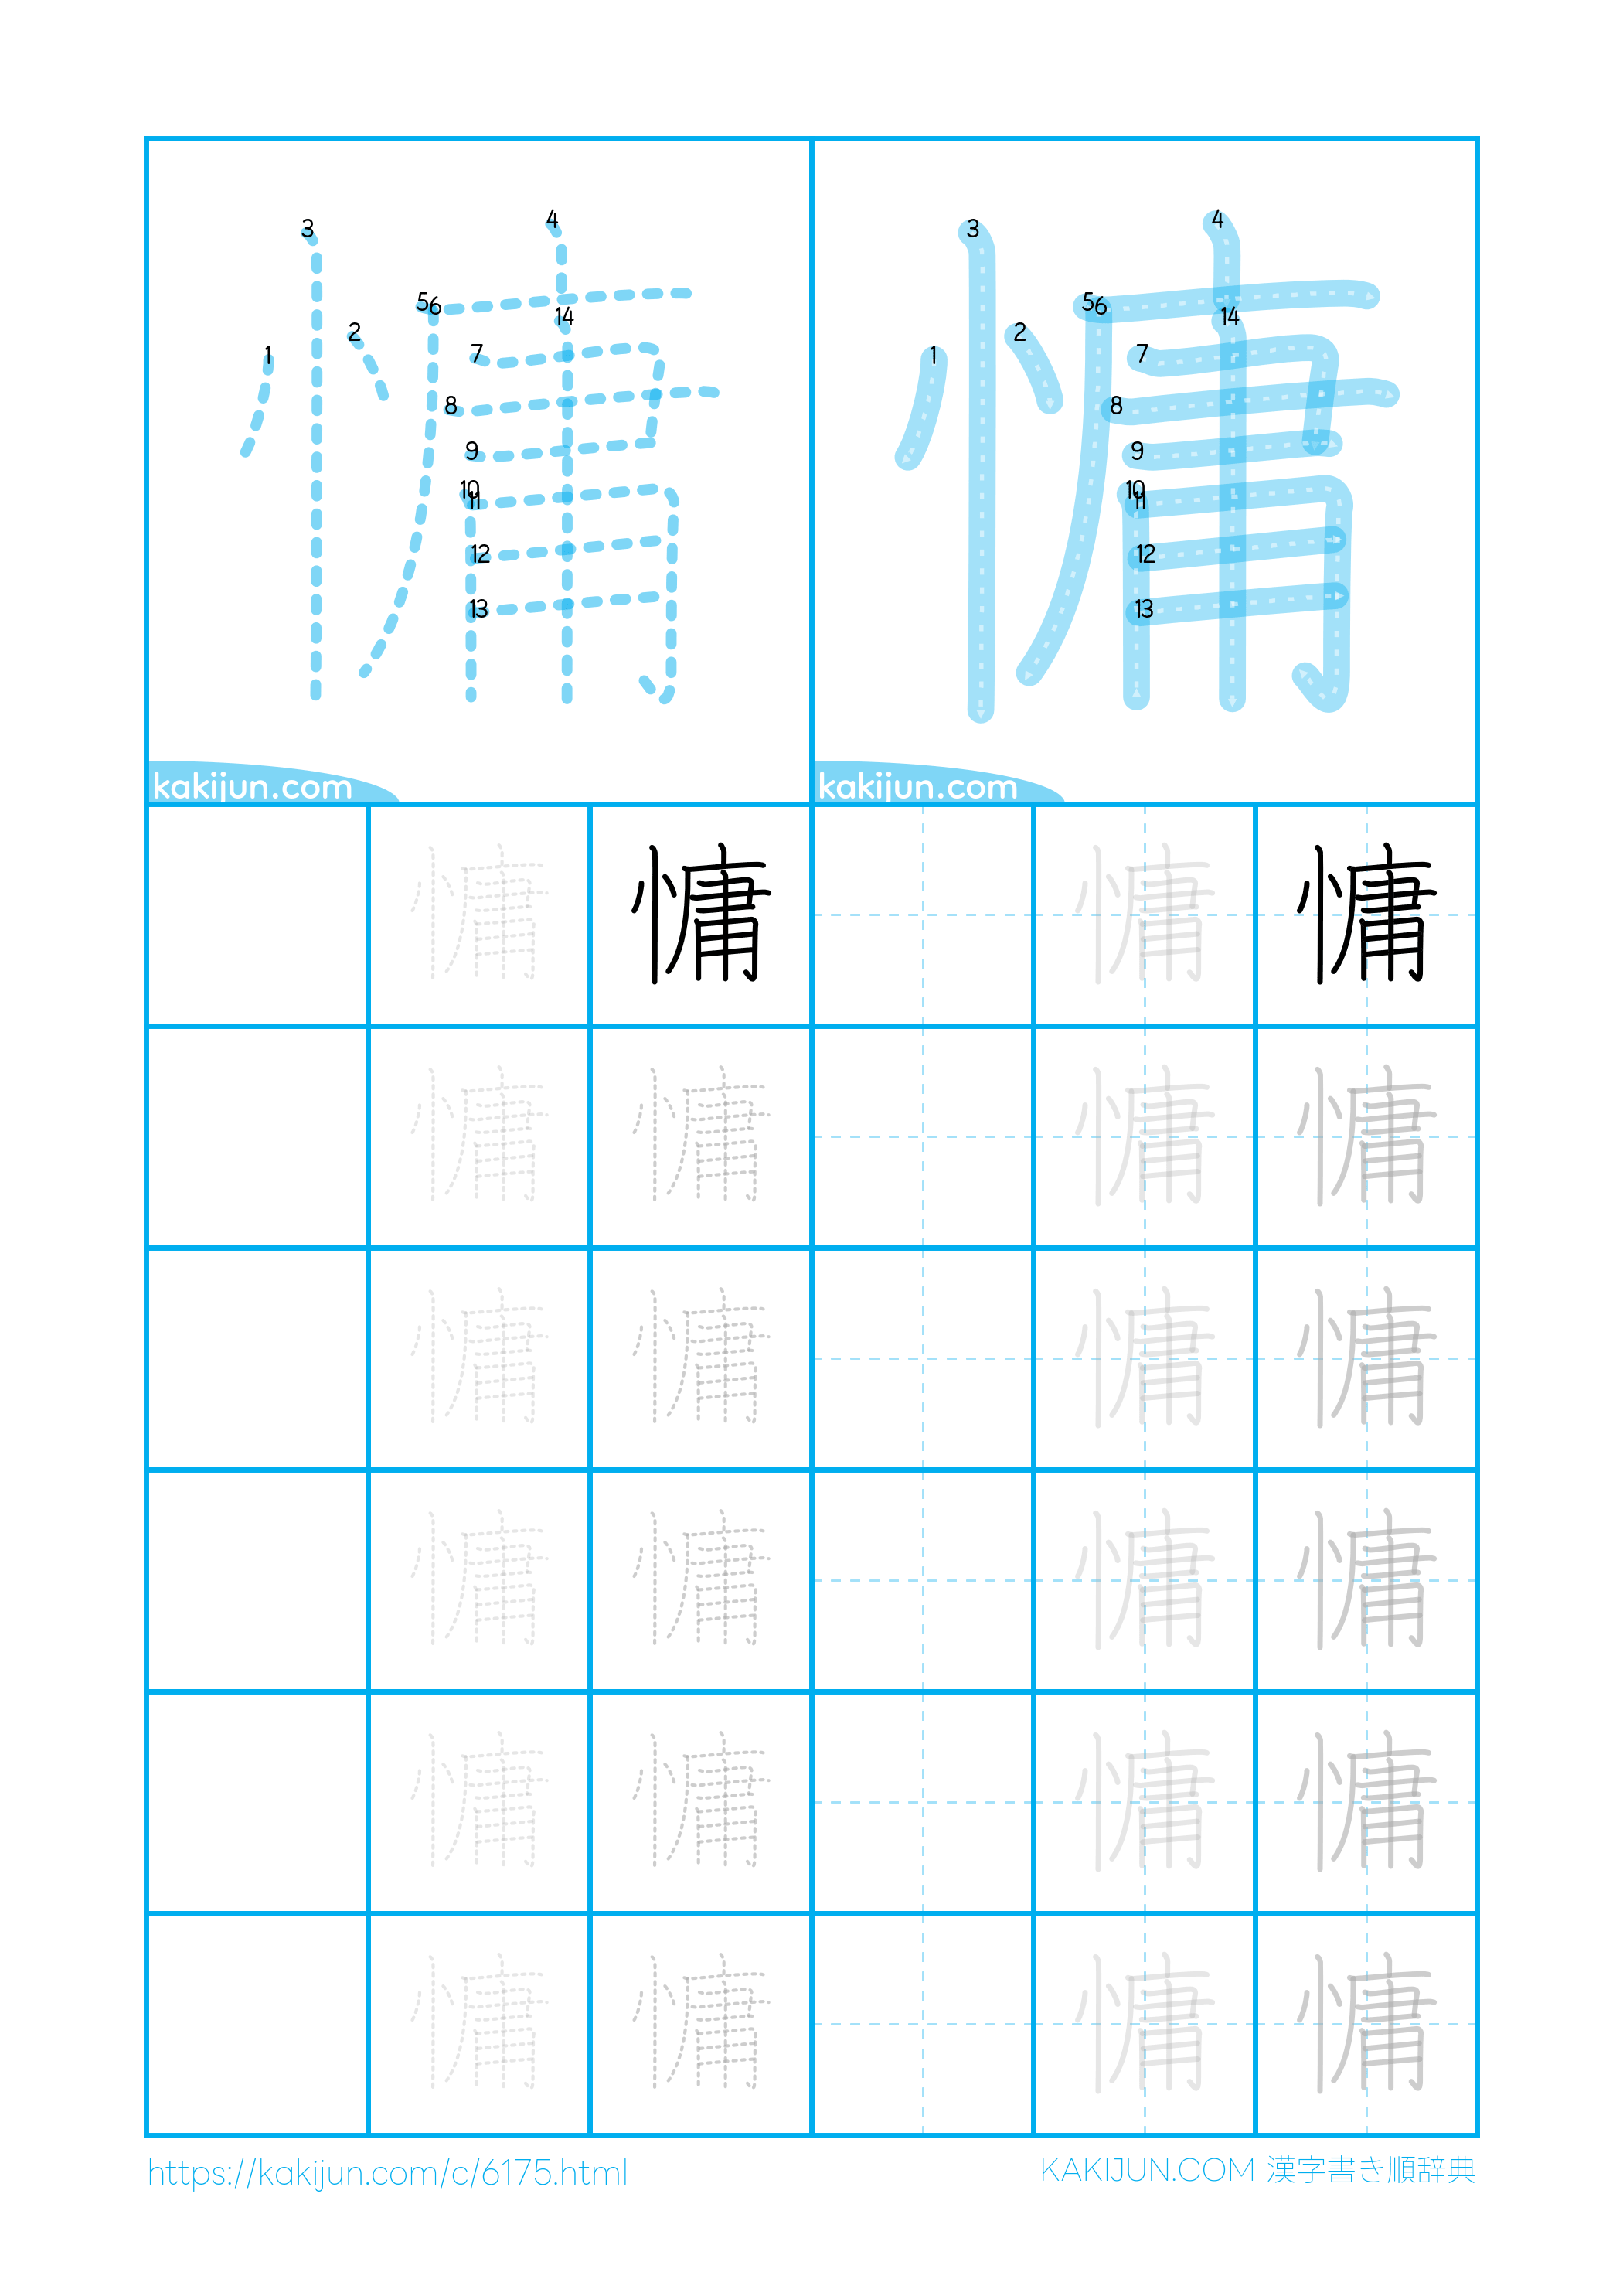 3 4 3 4
56 14 56 14
1 2 7 1 2 7
8 8
9 9
10 11 10 11
12 12
13 13
kakijun.com kakijun.com
慵 慵 慵 慵
慵 慵 慵 慵
慵 慵 慵 慵
慵 慵 慵 慵
慵 慵 慵 慵
慵 慵 慵 慵
https://kakijun.com/c/6175.html KAKIJUN.COM 漢字書き順辞典